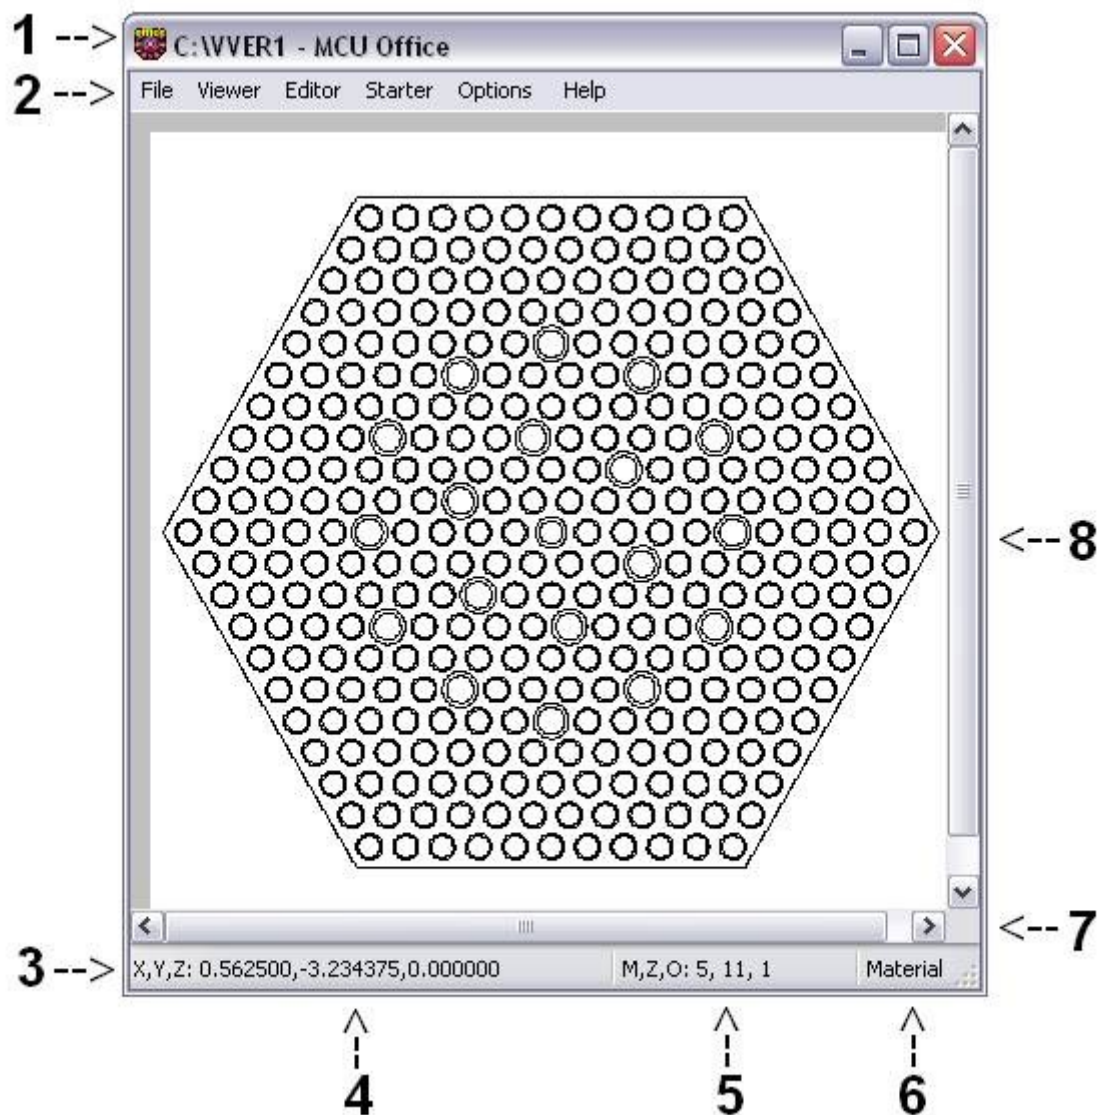 1 --> C:\VVER1 - MCU Office
2 --> File Viewer Editor Starter Options Help
<-- 8
<-- 7
3 --> X,Y,Z: 0.562500,-3.234375,0.000000 M,Z,O: 5, 11, 1 Material
4 5 6